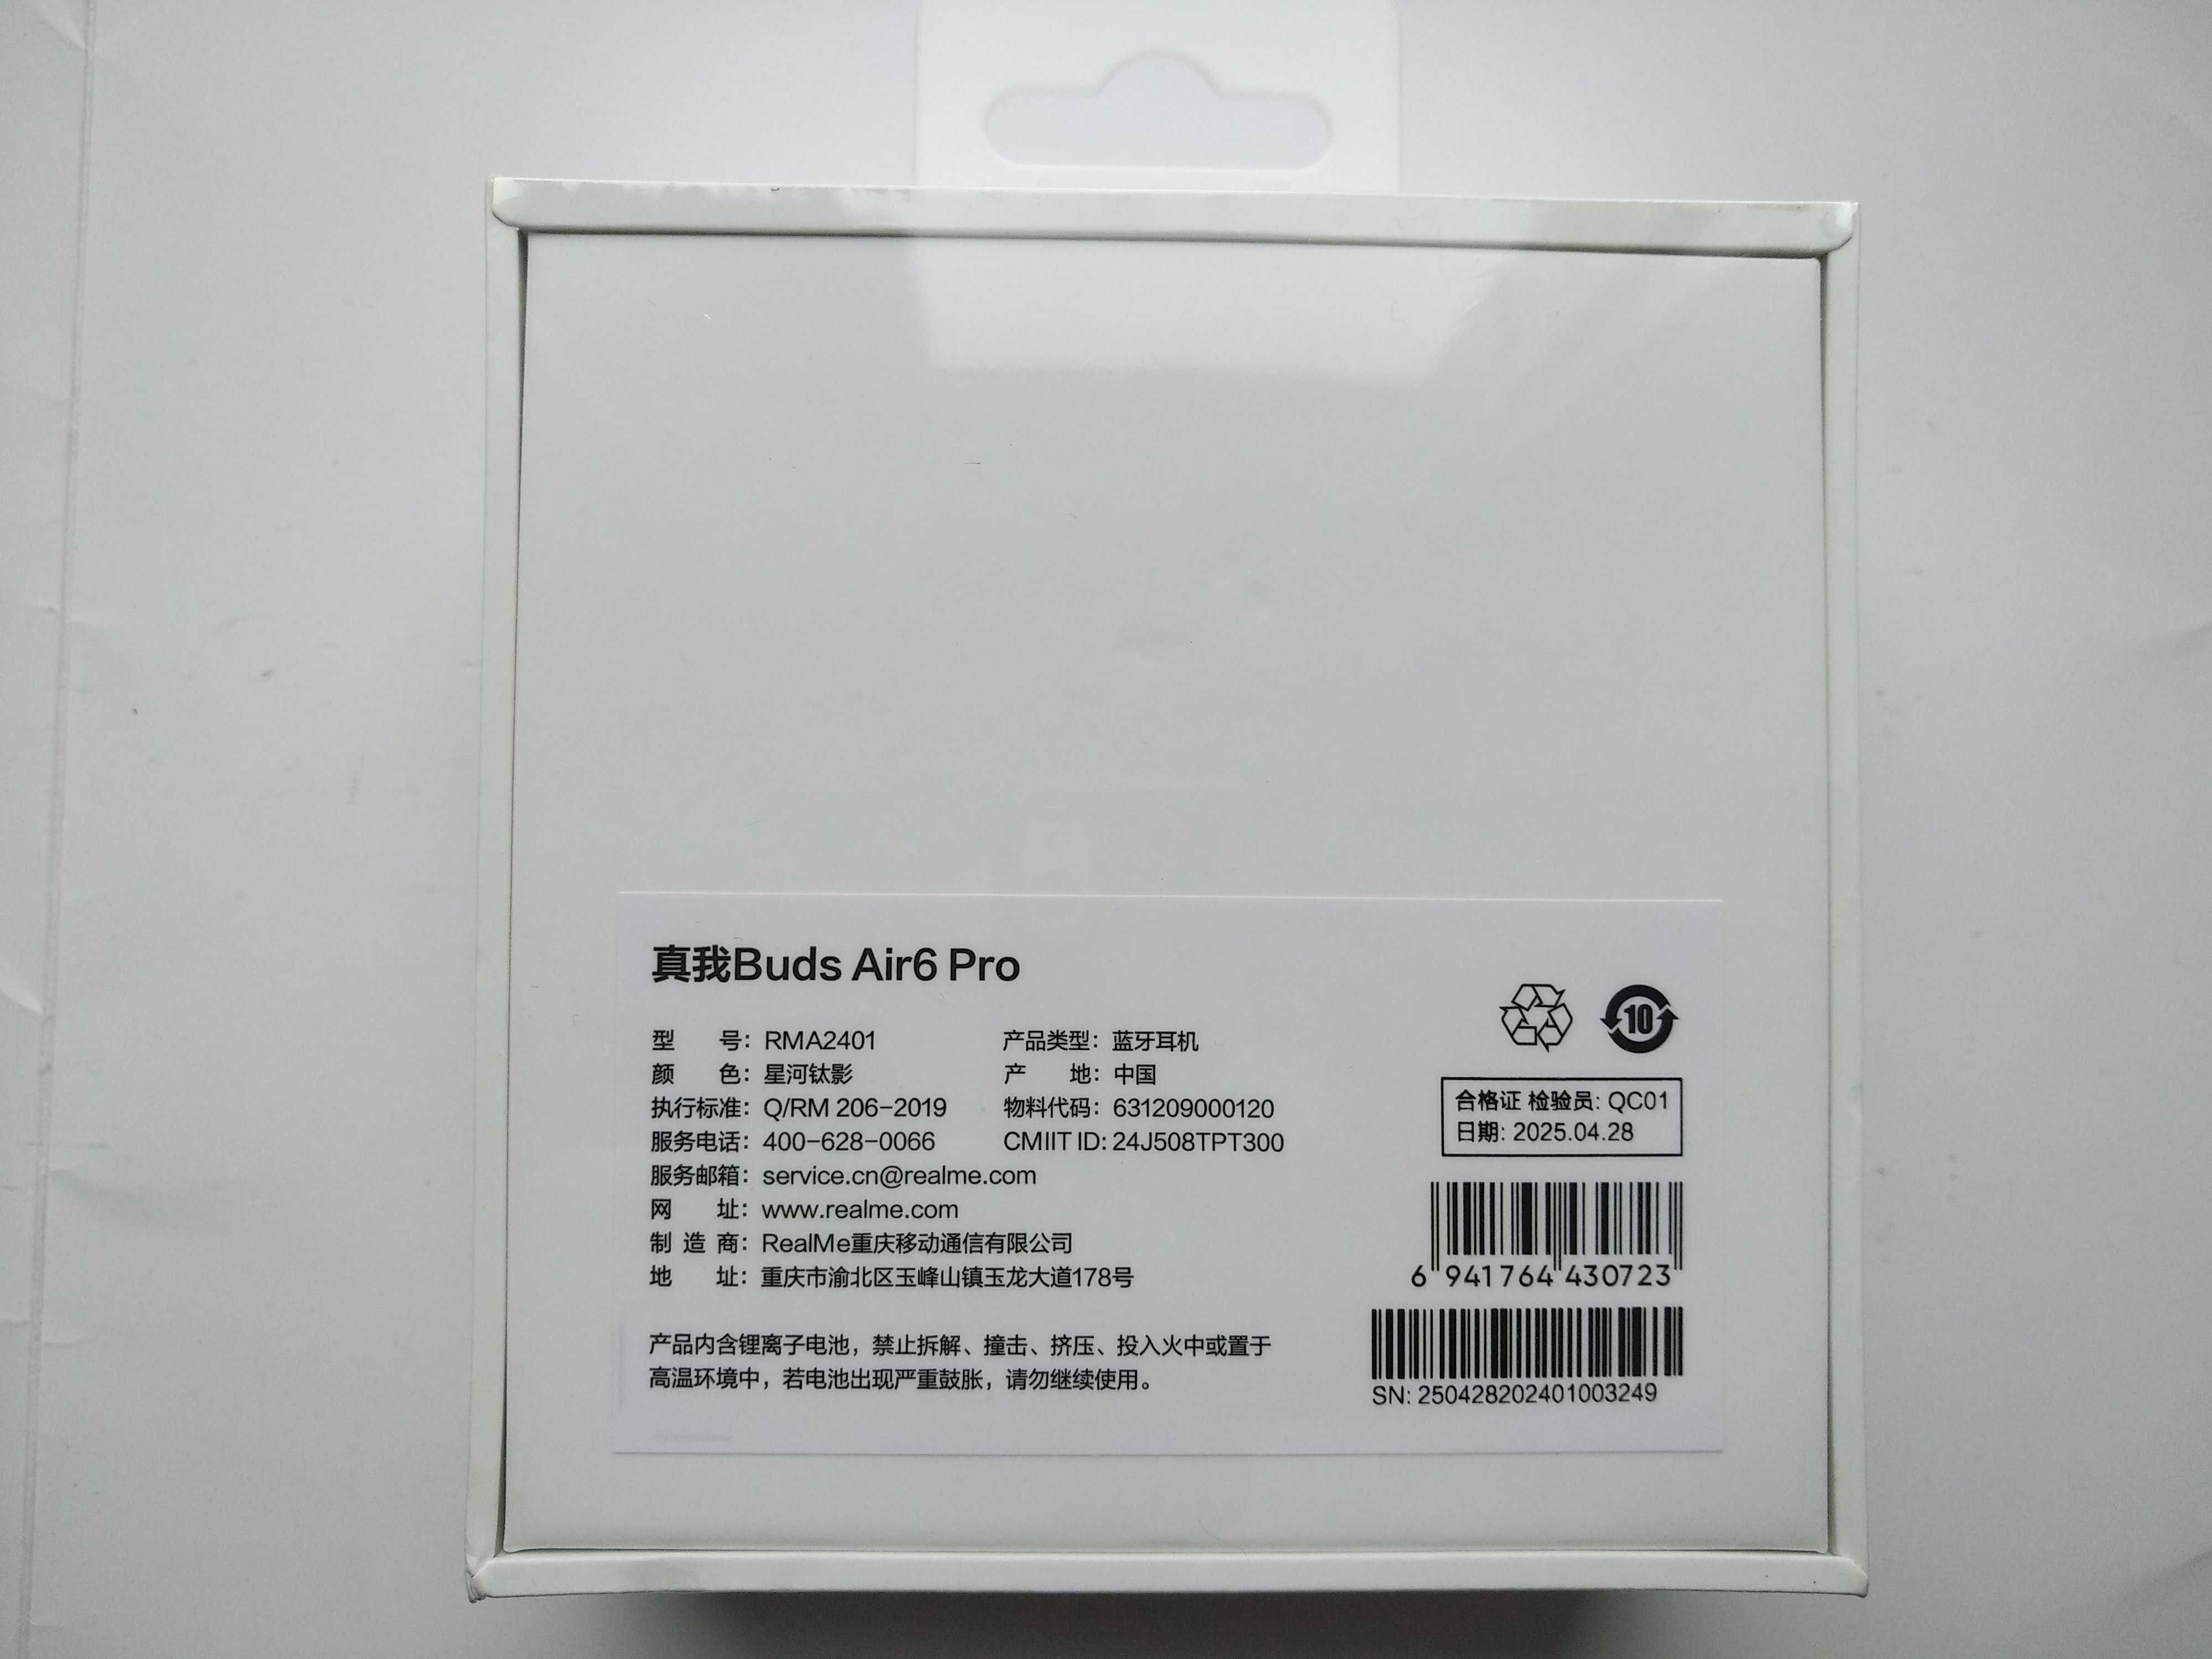 真我Buds Air6 Pro
型 号: RMA2401 产品类型: 蓝牙耳机
颜 色: 星河钛影 产 地: 中国
执行标准: Q/RM 206-2019 物料代码: 631209000120
服务电话: 400-628-0066 CMIIT ID: 24J508TPT300
服务邮箱: service.cn@realme.com
网 址: www.realme.com
制 造 商: RealMe重庆移动通信有限公司
地 址: 重庆市渝北区玉峰山镇玉龙大道178号
产品内含锂离子电池，禁止拆解、撞击、挤压、投入火中或置于
高温环境中，若电池出现严重鼓胀，请勿继续使用。
10
合格证 检验员: QC01
日期: 2025.04.28
6 941764 430723
SN: 250428202401003249